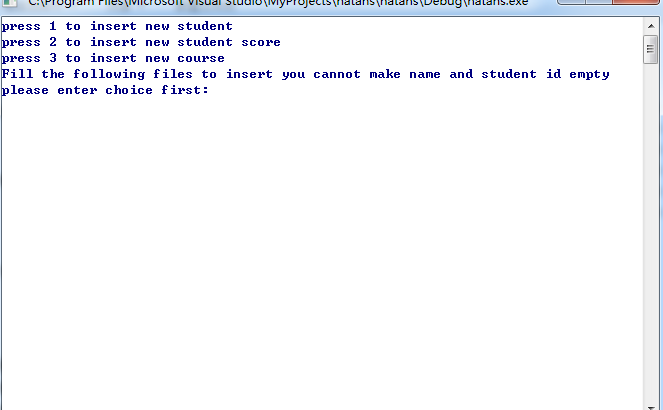 C:\Program Files\Microsoft Visual Studio\MyProjects\hatans\hatans\Debug\hatans.exe
press 1 to insert new student
press 2 to insert new student score
press 3 to insert new course
Fill the following files to insert you cannot make name and student id empty
please enter choice first: